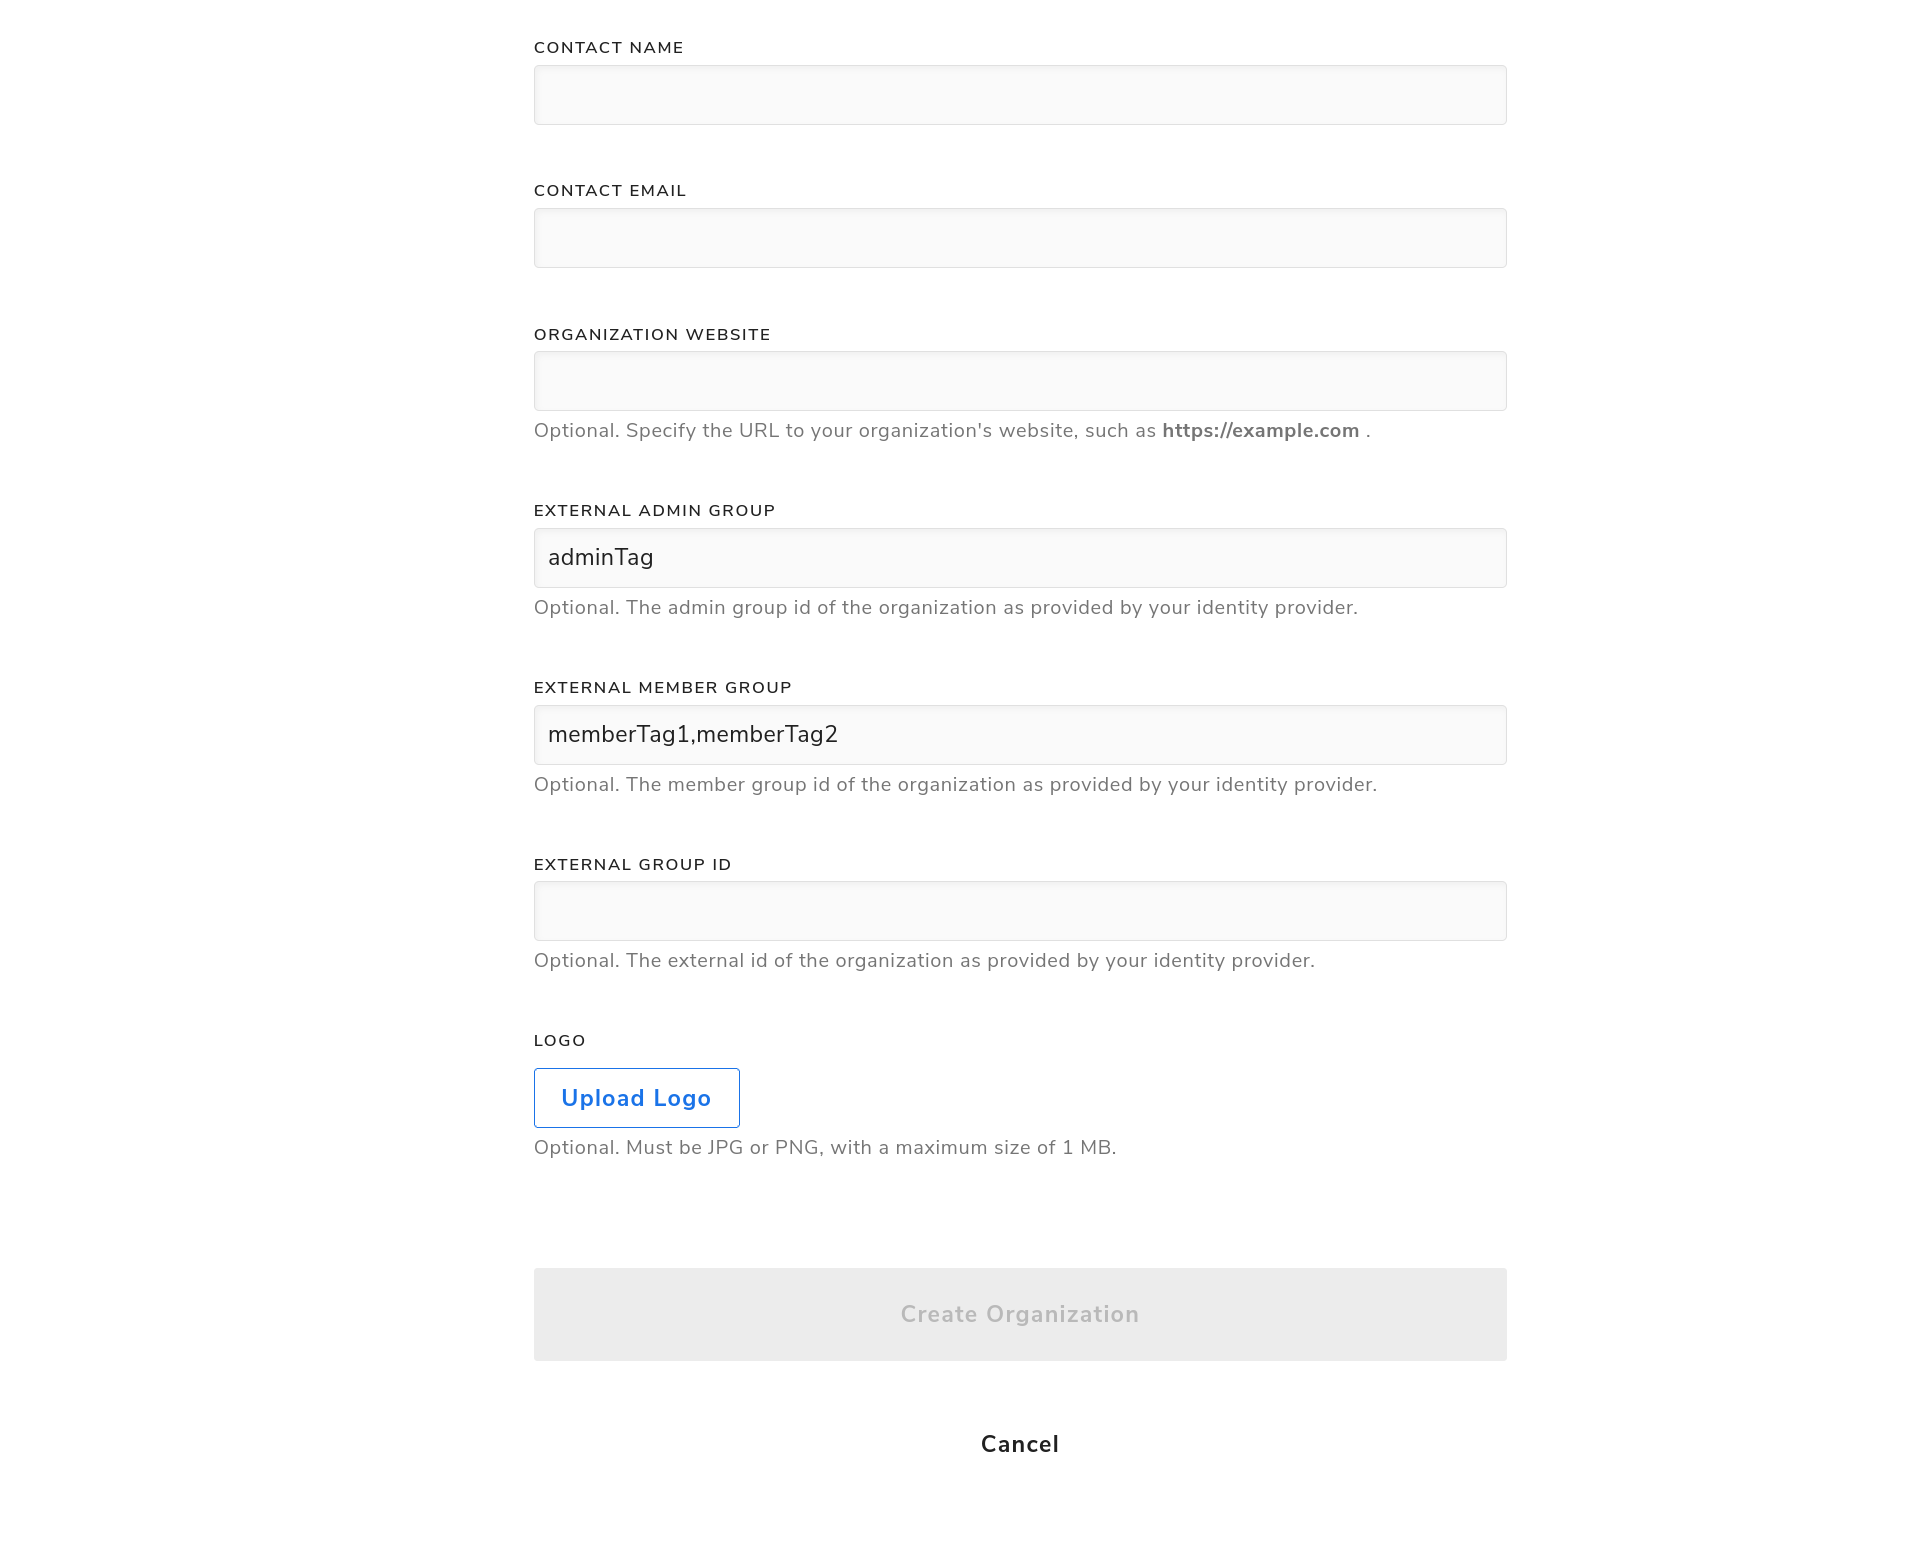 CONTACT NAME
CONTACT EMAIL
ORGANIZATION WEBSITE
Optional. Specify the URL to your organization's website, such as https://example.com .
EXTERNAL ADMIN GROUP
adminTag
Optional. The admin group id of the organization as provided by your identity provider.
EXTERNAL MEMBER GROUP
memberTag1,memberTag2
Optional. The member group id of the organization as provided by your identity provider.
EXTERNAL GROUP ID
Optional. The external id of the organization as provided by your identity provider.
LOGO
Upload Logo
Optional. Must be JPG or PNG, with a maximum size of 1 MB.
Create Organization
Cancel